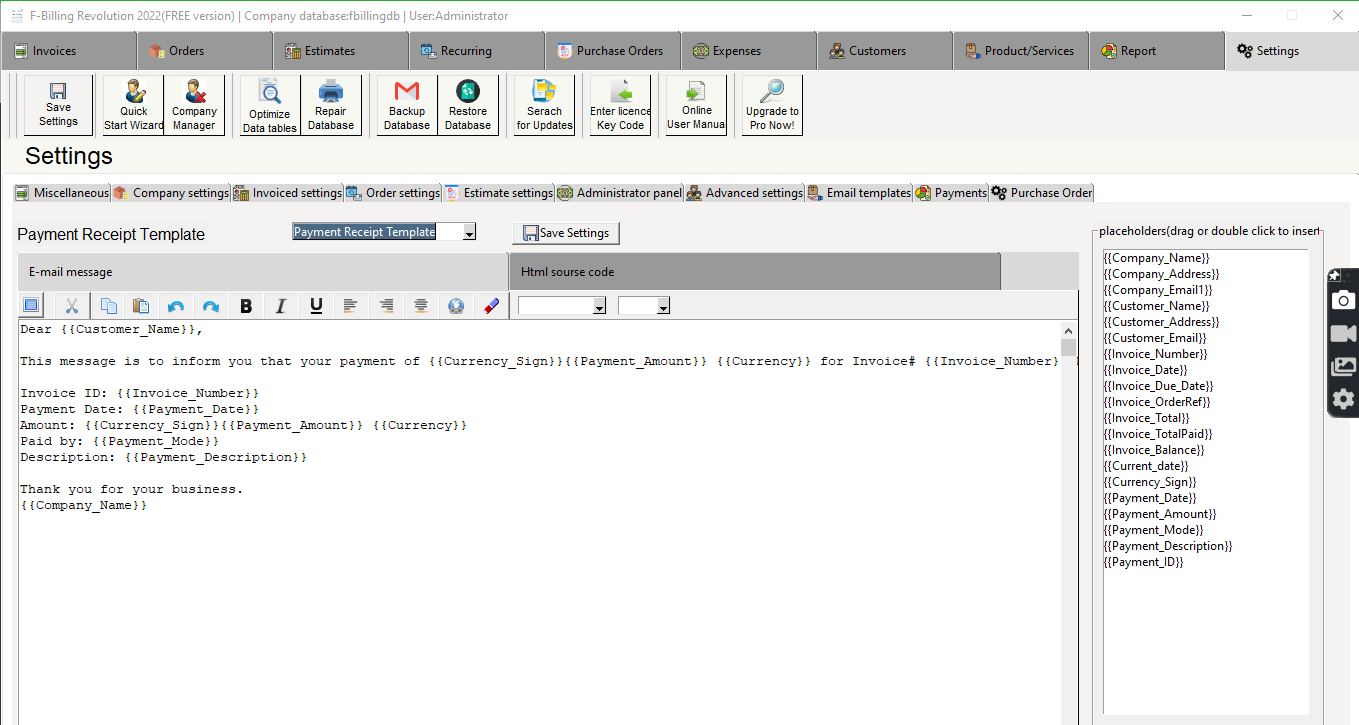 F-Billing Revolution 2022(FREE version) | Company database:fbillingdb | User:Administrator
Invoices
Orders
Estimates
Recurring
Purchase Orders
Expenses
Customers
Product/Services
Report
Settings
Save
Settings
Quick
Start Wizard
Company
Manager
Optimize
Data tables
Repair
Database
Backup
Database
Restore
Database
Serach
for Updates
Enter licence
Key Code
Online
User Manual
Upgrade to
Pro Now!
Settings
Miscellaneous
Company settings
Invoiced settings
Order settings
Estimate settings
Administrator panel
Advanced settings
Email templates
Payments
Purchase Order
Payment Receipt Template
Payment Receipt Template
Save Settings
E-mail message
Html sourse code
B I U
Dear {{Customer_Name}},
This message is to inform you that your payment of {{Currency_Sign}}{{Payment_Amount}} {{Currency}} for Invoice# {{Invoice_Number}
Invoice ID: {{Invoice_Number}}
Payment Date: {{Payment_Date}}
Amount: {{Currency_Sign}}{{Payment_Amount}} {{Currency}}
Paid by: {{Payment_Mode}}
Description: {{Payment_Description}}
Thank you for your business.
{{Company_Name}}
placeholders(drag or double click to insert
{{Company_Name}}
{{Company_Address}}
{{Company_Email1}}
{{Customer_Name}}
{{Customer_Address}}
{{Customer_Email}}
{{Invoice_Number}}
{{Invoice_Date}}
{{Invoice_Due_Date}}
{{Invoice_OrderRef}}
{{Invoice_Total}}
{{Invoice_TotalPaid}}
{{Invoice_Balance}}
{{Current_date}}
{{Currency_Sign}}
{{Payment_Date}}
{{Payment_Amount}}
{{Payment_Mode}}
{{Payment_Description}}
{{Payment_ID}}